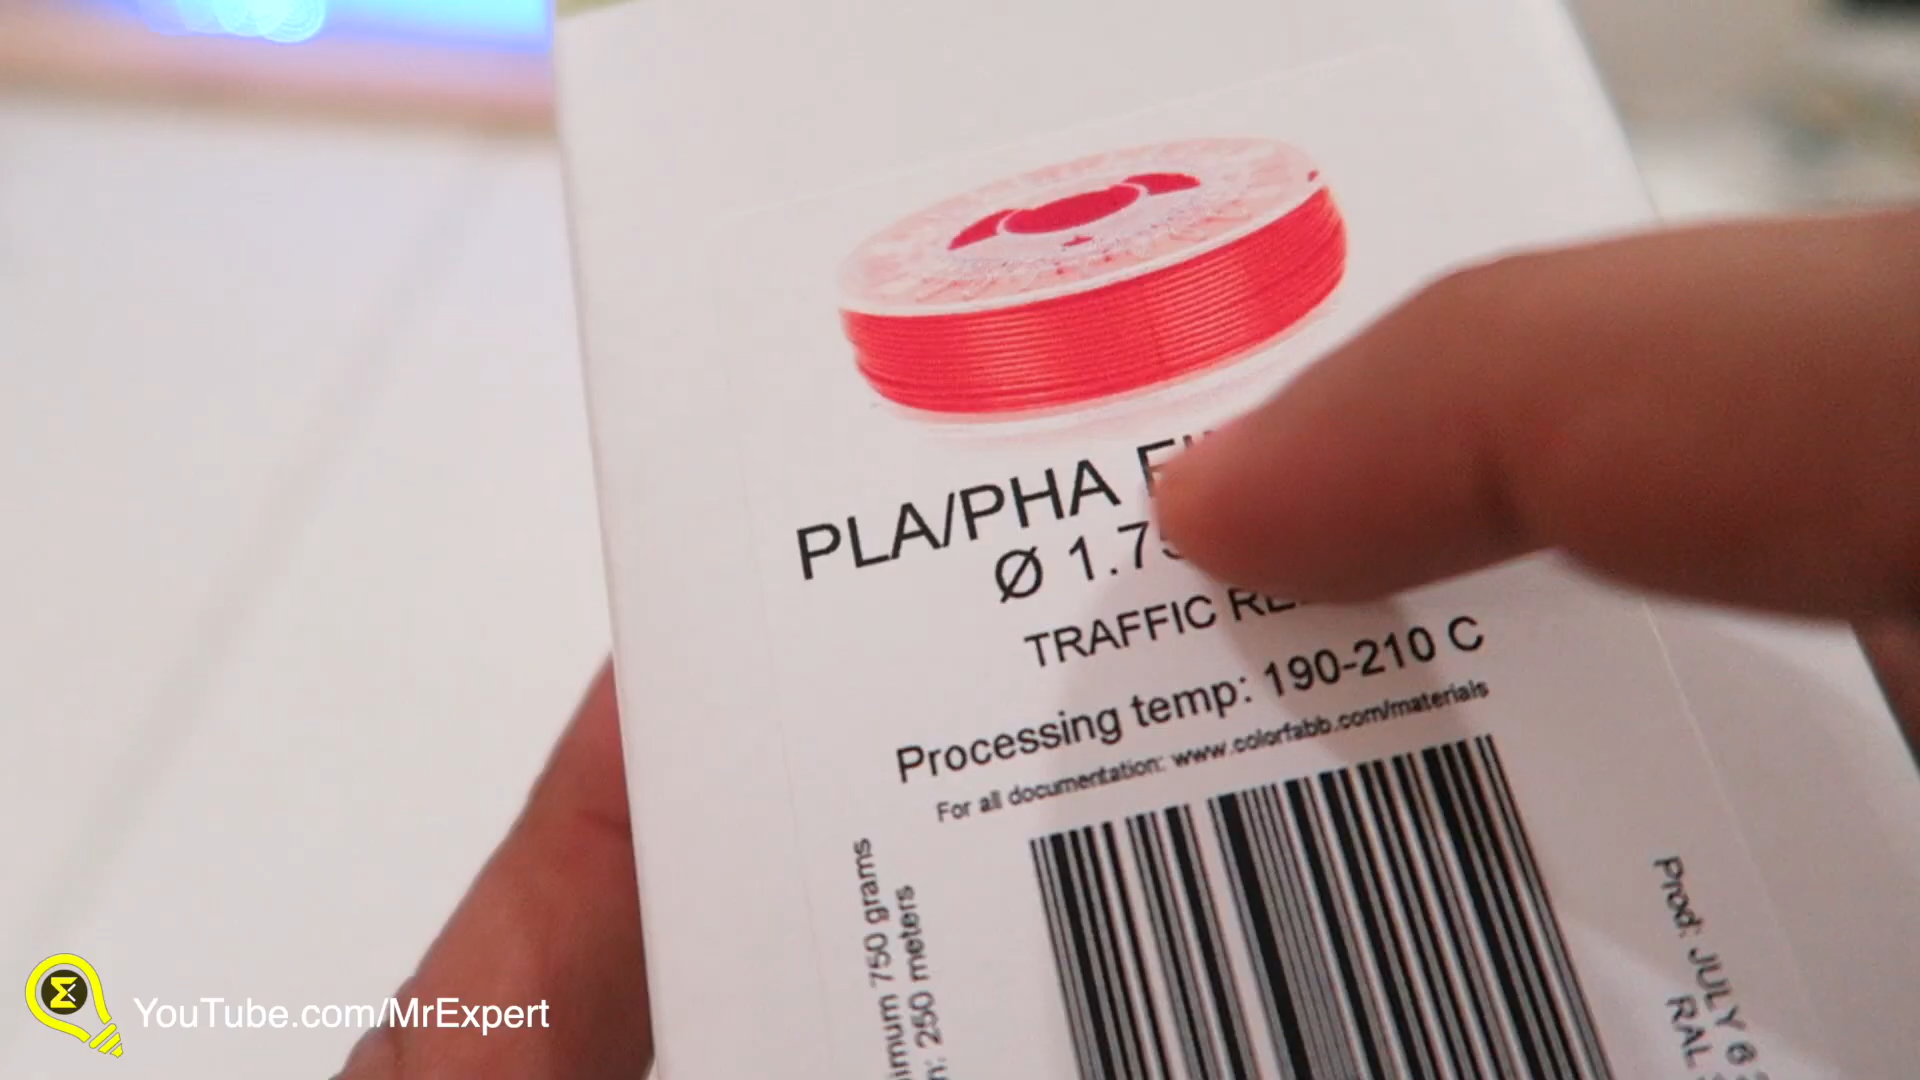 PLA/PHA
Ø 1.75
TRAFFIC RE
Processing temp: 190-210 C
For all documentation: www.colorfabb.com/materials
imum 750 grams
n: 250 meters
Prod: JULY 6
RAL
YouTube.com/MrExpert